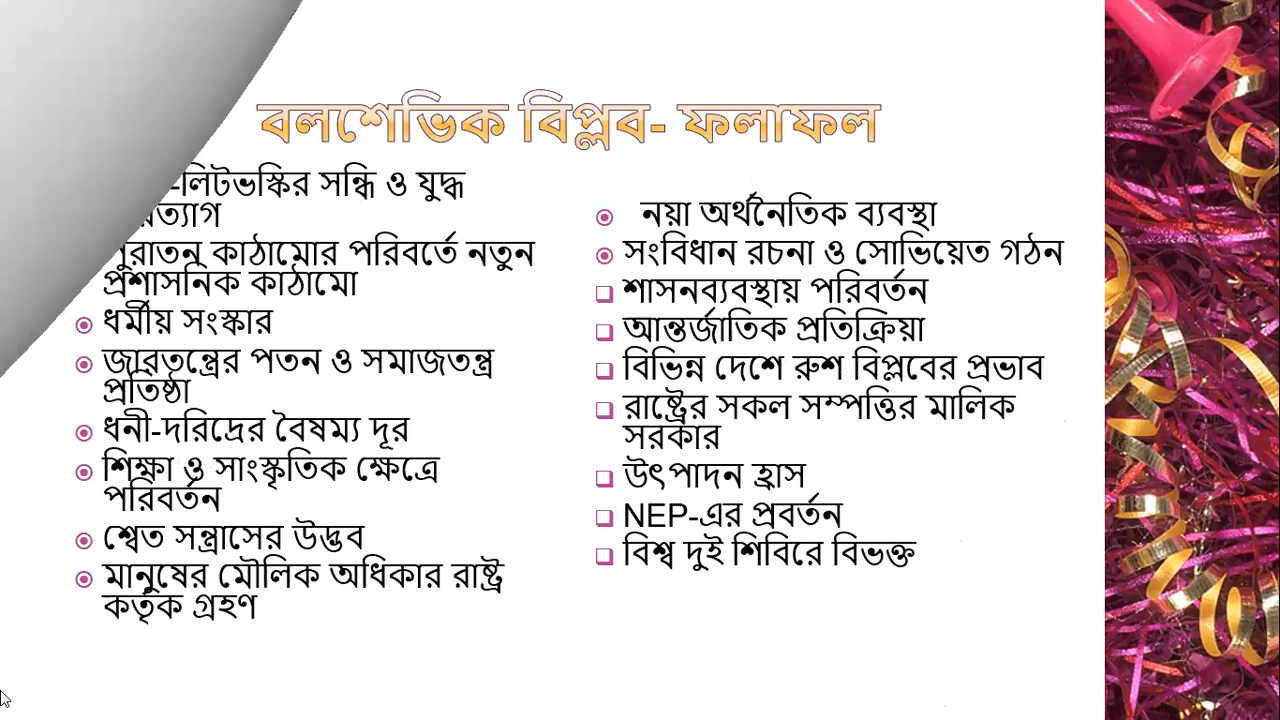 বলশেভিক বিপ্লব- ফলাফল
-লিটভস্কির সন্ধি ও যুদ্ধ
ত্যাগ
পুরাতন কাঠামোর পরিবর্তে নতুন
প্রশাসনিক কাঠামো
ধর্মীয় সংস্কার
জারতন্ত্রের পতন ও সমাজতন্ত্র
প্রতিষ্ঠা
ধনী-দরিদ্রের বৈষম্য দূর
শিক্ষা ও সাংস্কৃতিক ক্ষেত্রে
পরিবর্তন
শ্বেত সন্ত্রাসের উদ্ভব
মানুষের মৌলিক অধিকার রাষ্ট্র
কর্তৃক গ্রহণ
নয়া অর্থনৈতিক ব্যবস্থা
সংবিধান রচনা ও সোভিয়েত গঠন
শাসনব্যবস্থায় পরিবর্তন
আন্তর্জাতিক প্রতিক্রিয়া
বিভিন্ন দেশে রুশ বিপ্লবের প্রভাব
রাষ্ট্রের সকল সম্পত্তির মালিক
সরকার
উৎপাদন হ্রাস
NEP-এর প্রবর্তন
বিশ্ব দুই শিবিরে বিভক্ত